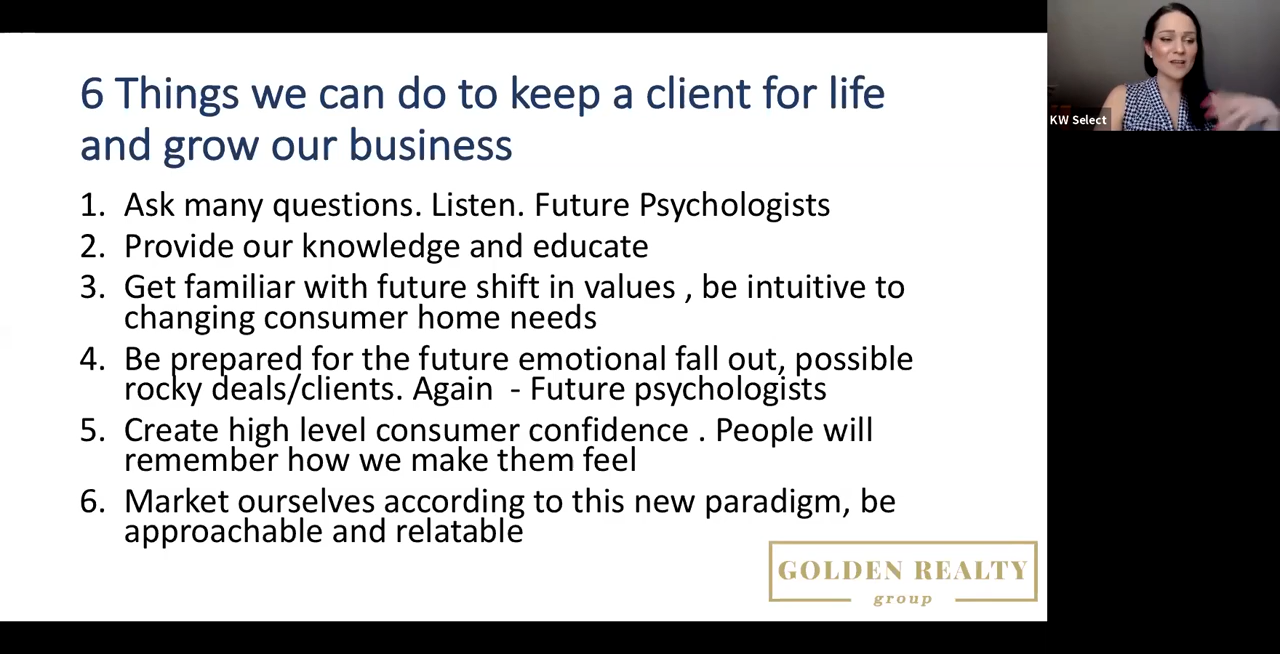 6 Things we can do to keep a client for life
and grow our business
1. Ask many questions. Listen. Future Psychologists
2. Provide our knowledge and educate
3. Get familiar with future shift in values , be intuitive to
changing consumer home needs
4. Be prepared for the future emotional fall out, possible
rocky deals/clients. Again - Future psychologists
5. Create high level consumer confidence . People will
remember how we make them feel
6. Market ourselves according to this new paradigm, be
approachable and relatable
GOLDEN REALTY
group
KW Select